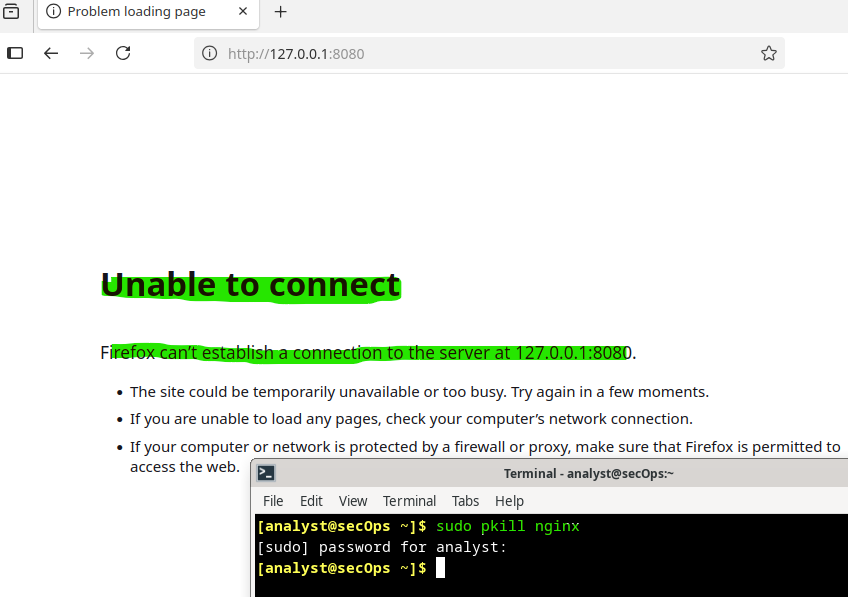 Problem loading page
http://127.0.0.1:8080
Unable to connect
Firefox can’t establish a connection to the server at 127.0.0.1:8080.
• The site could be temporarily unavailable or too busy. Try again in a few moments.
• If you are unable to load any pages, check your computer’s network connection.
• If your computer or network is protected by a firewall or proxy, make sure that Firefox is permitted to
access the web.
Terminal - analyst@secOps:~
File Edit View Terminal Tabs Help
[analyst@secOps ~]$ sudo pkill nginx
[sudo] password for analyst:
[analyst@secOps ~]$